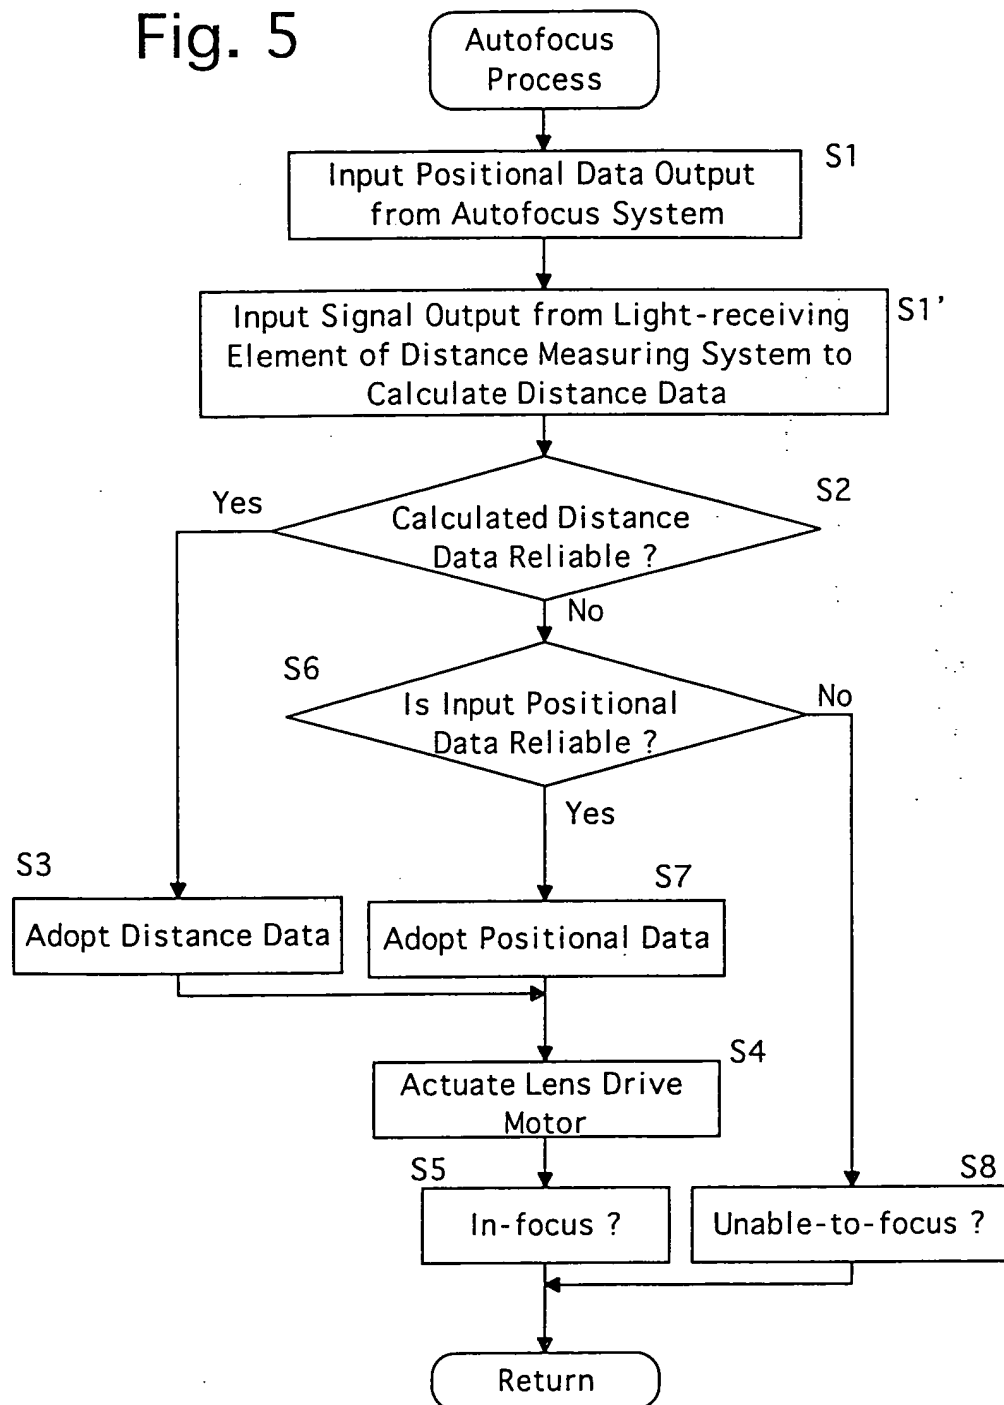 Fig. 5
Autofocus
Process
S1
Input Positional Data Output
from Autofocus System
S1'
Input Signal Output from Light-receiving
Element of Distance Measuring System to
Calculate Distance Data
S2
Yes
Calculated Distance
Data Reliable ?
No
S6
Is Input Positional
Data Reliable ?
No
Yes
S3
S7
Adopt Distance Data
Adopt Positional Data
S4
Actuate Lens Drive
Motor
S5
S8
In-focus ?
Unable-to-focus ?
Return